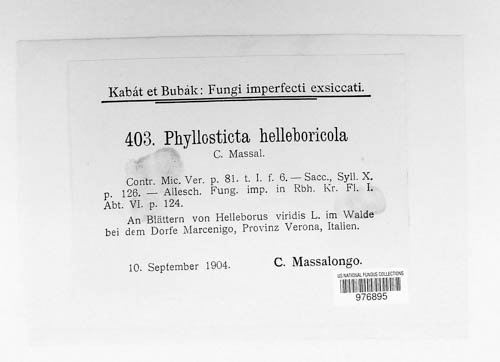 Kabát et Bubák: Fungi imperfecti exsiccati.
403. Phyllosticta helleboricola
C. Massal.
Contr. Mic. Ver. p. 81. t. I. f. 6. — Sacc., Syll. X.
p. 126. — Allesch. Fung. imp. in Rbh. Kr. Fl. I.
Abt. VI. p. 124.
An Blättern von Helleborus viridis L. im Walde
bei dem Dorfe Marcenigo, Provinz Verona, Italien.
10. September 1904. C. Massalongo.
US NATIONAL FUNGUS COLLECTIONS
976895